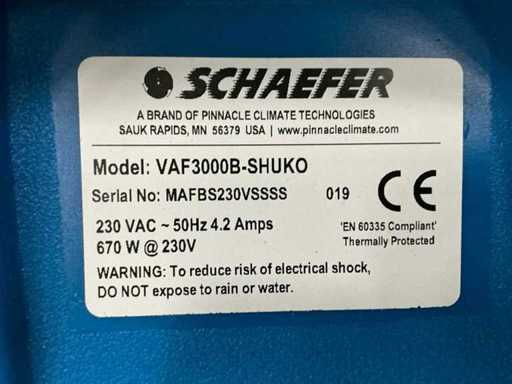 SCHAEFER
A BRAND OF PINNACLE CLIMATE TECHNOLOGIES
SAUK RAPIDS, MN 56379 USA | www.pinnacleclimate.com
Model: VAF3000B-SHUKO
Serial No: MAFBS230VSSSS 019
CE
230 VAC ~ 50Hz 4.2 Amps
670 W @ 230V
'EN 60335 Compliant'
Thermally Protected
WARNING: To reduce risk of electrical shock,
DO NOT expose to rain or water.